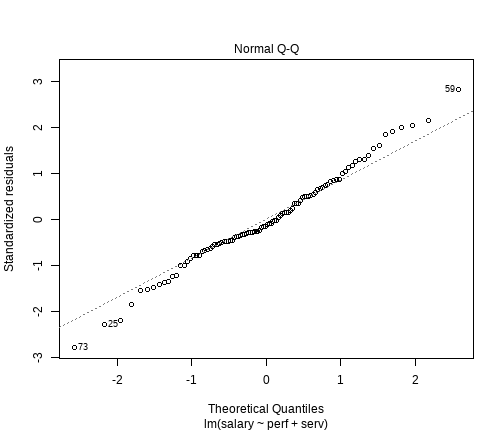 Normal Q-Q
Standardized residuals
3
2
1
0
-1
-2
-3
59
25
73
-2 -1 0 1 2
Theoretical Quantiles
lm(salary ~ perf + serv)